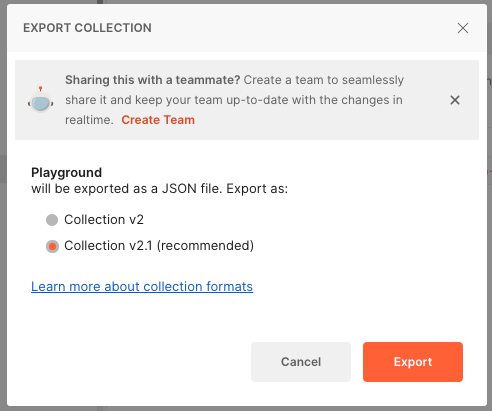 EXPORT COLLECTION
Sharing this with a teammate? Create a team to seamlessly
share it and keep your team up-to-date with the changes in
realtime. Create Team
Playground
will be exported as a JSON file. Export as:
Collection v2
Collection v2.1 (recommended)
Learn more about collection formats
Cancel
Export